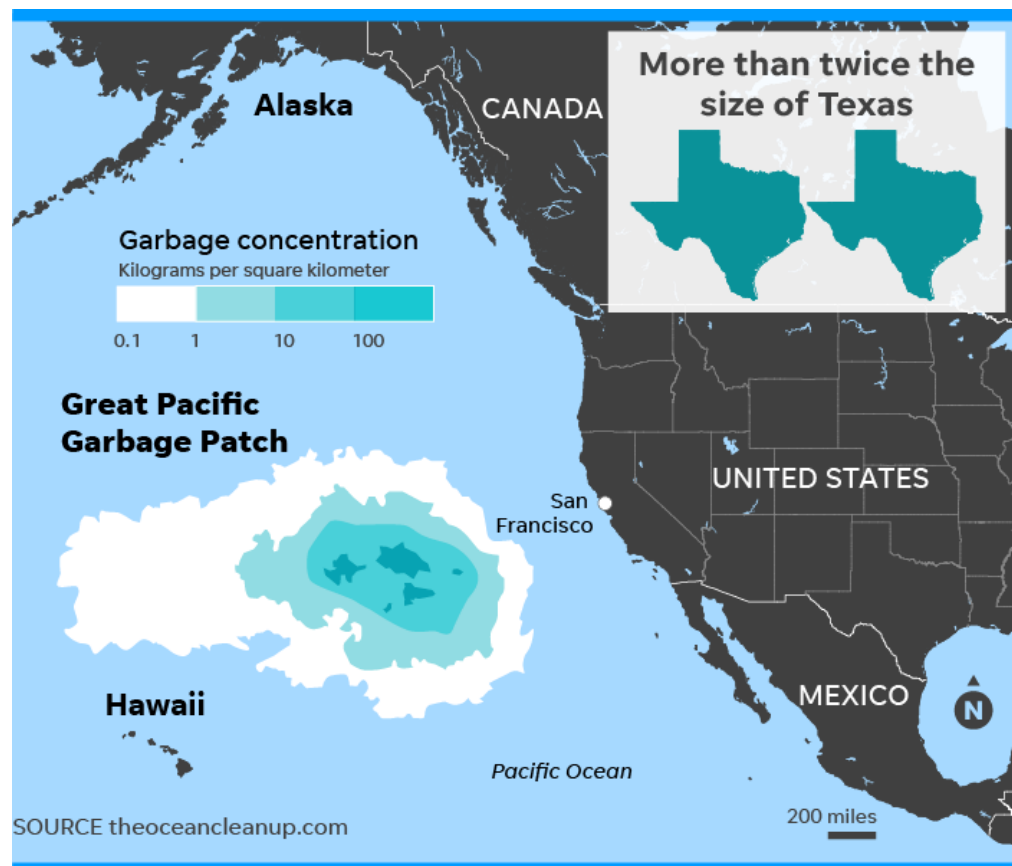 More than twice the
size of Texas
Alaska
CANADA
Garbage concentration
Kilograms per square kilometer
0.1 1 10 100
Great Pacific
Garbage Patch
San
Francisco
UNITED STATES
Hawaii
MEXICO
N
Pacific Ocean
200 miles
SOURCE theoceancleanup.com